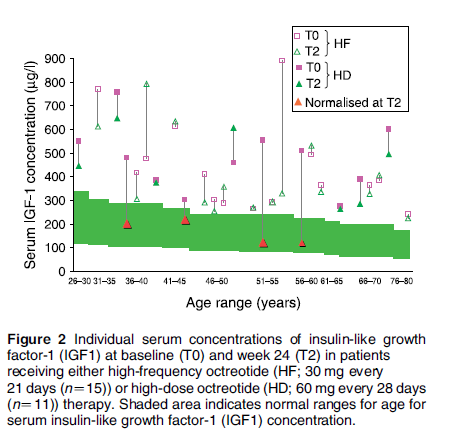 T0
T2
HF
T0
T2
HD
Normalised at T2
Serum IGF-1 concentration (µg/l)
900
800
700
600
500
400
300
200
100
0
26–30 31–35 36–40 41–45 46–50 51–55 56–60 61–65 66–70 76–80
Age range (years)
Figure 2 Individual serum concentrations of insulin-like growth
factor-1 (IGF1) at baseline (T0) and week 24 (T2) in patients
receiving either high-frequency octreotide (HF; 30 mg every
21 days (n=15)) or high-dose octreotide (HD; 60 mg every 28 days
(n=11)) therapy. Shaded area indicates normal ranges for age for
serum insulin-like growth factor-1 (IGF1) concentration.